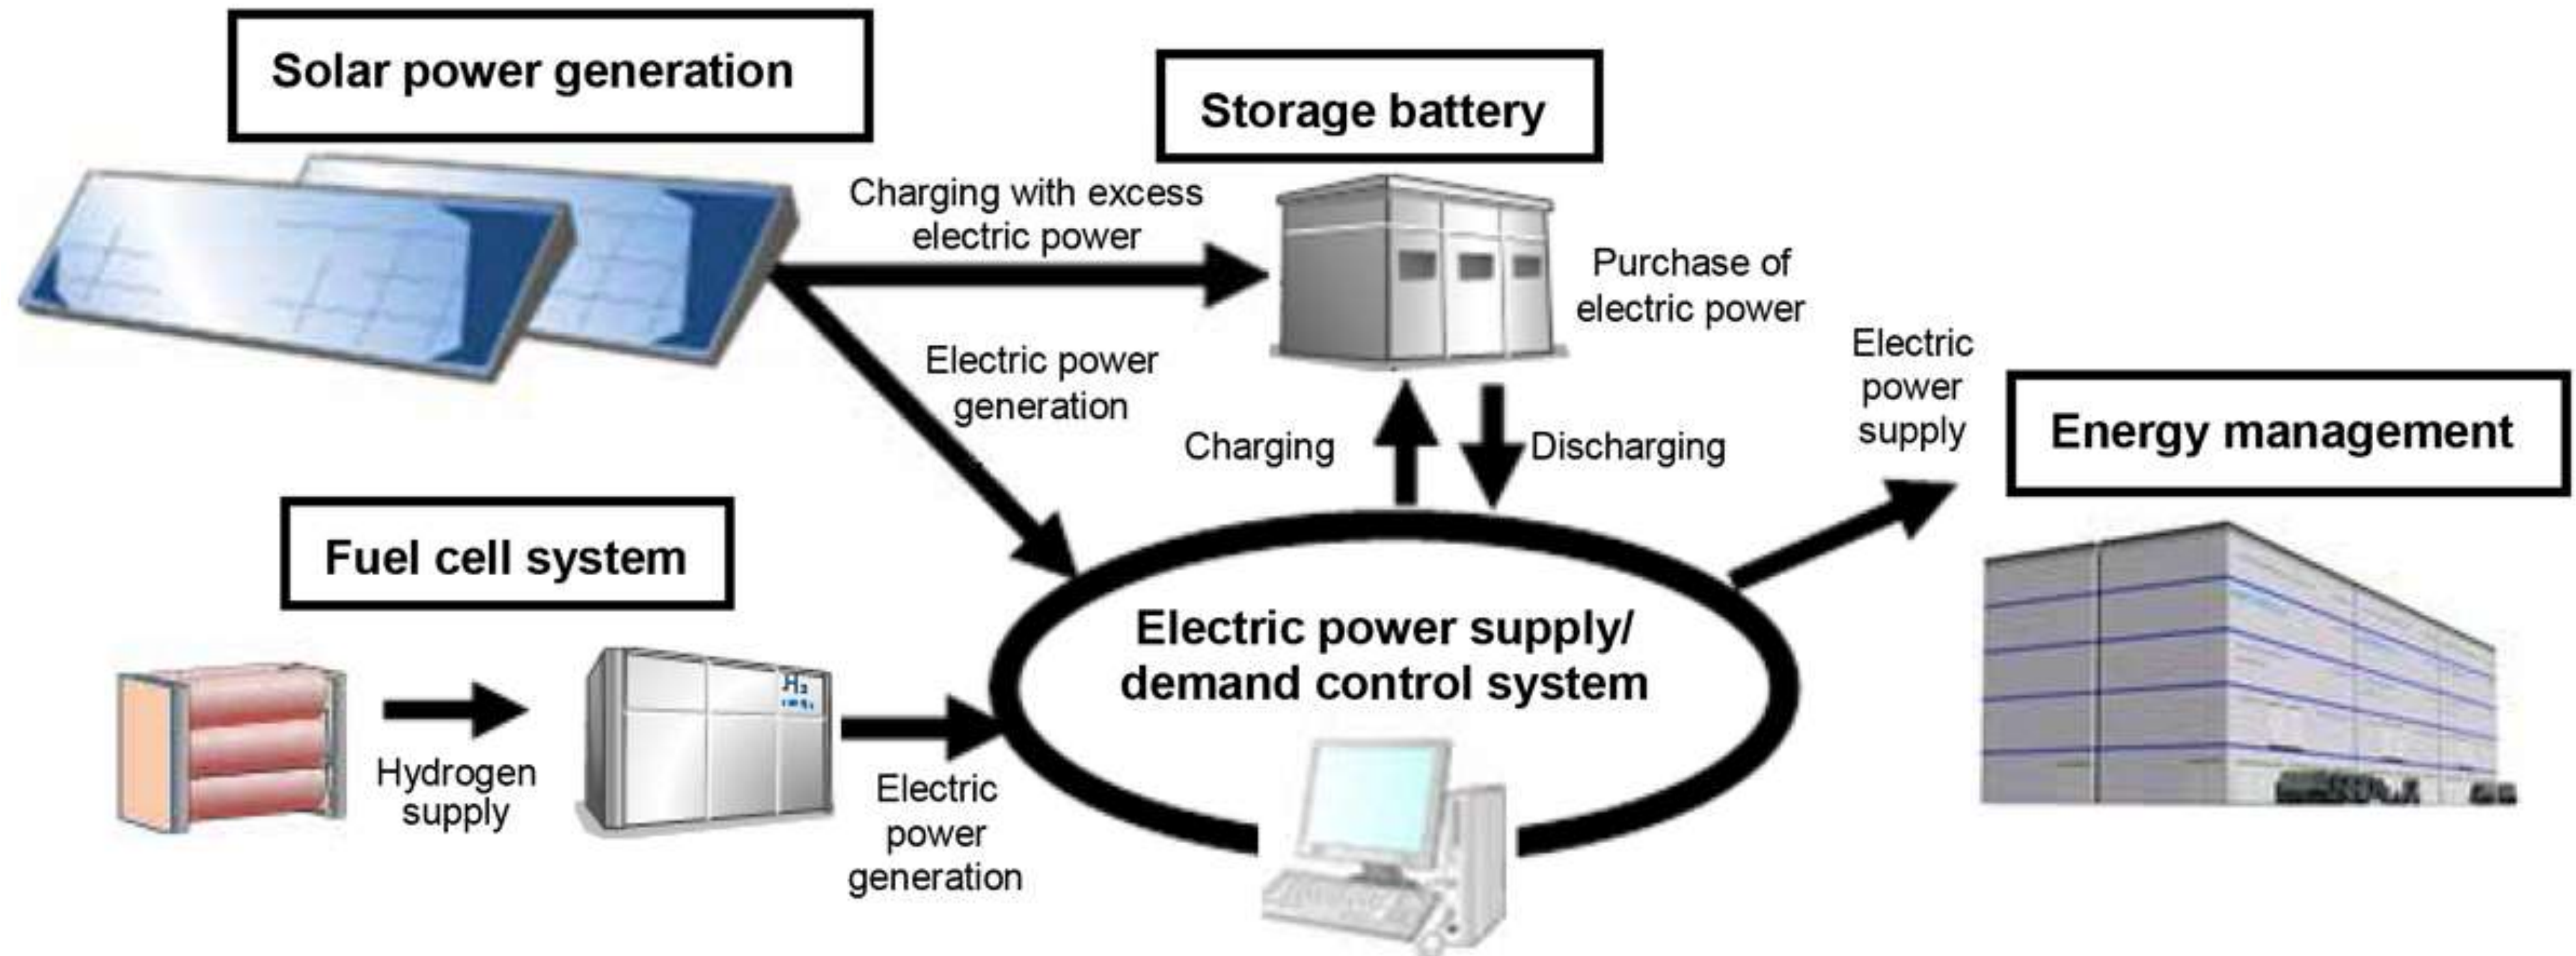 Solar power generation
Storage battery
Charging with excess
electric power
Purchase of
electric power
Electric power
generation
Electric
power
supply
Charging
Discharging
Energy management
Fuel cell system
Electric power supply/
demand control system
H2
Hydrogen
supply
Electric
power
generation